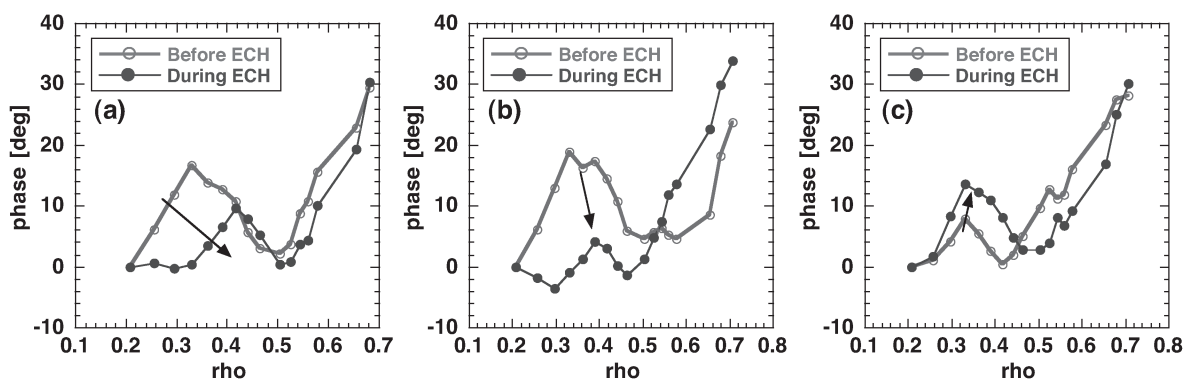 40
30
20
10
0
-10
phase [deg]
Before ECH
During ECH
(a)
0.1 0.2 0.3 0.4 0.5 0.6 0.7
rho
40
30
20
10
0
-10
phase [deg]
Before ECH
During ECH
(b)
0.1 0.2 0.3 0.4 0.5 0.6 0.7 0.8
rho
40
30
20
10
0
-10
phase [deg]
Before ECH
During ECH
(c)
0.1 0.2 0.3 0.4 0.5 0.6 0.7 0.8
rho